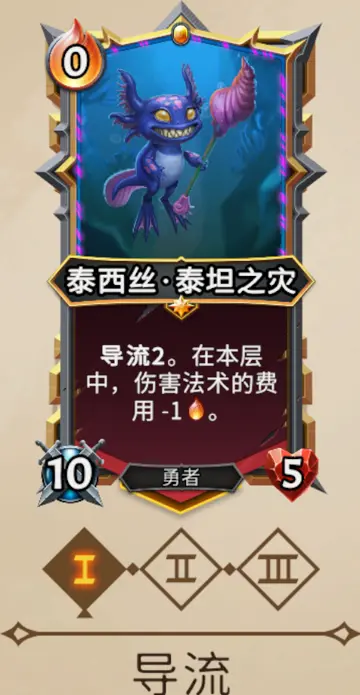 0
泰西丝·泰坦之灾
导流2。在本层
中，伤害法术的费
用 -1。
10
勇者
5
I
II
III
导流